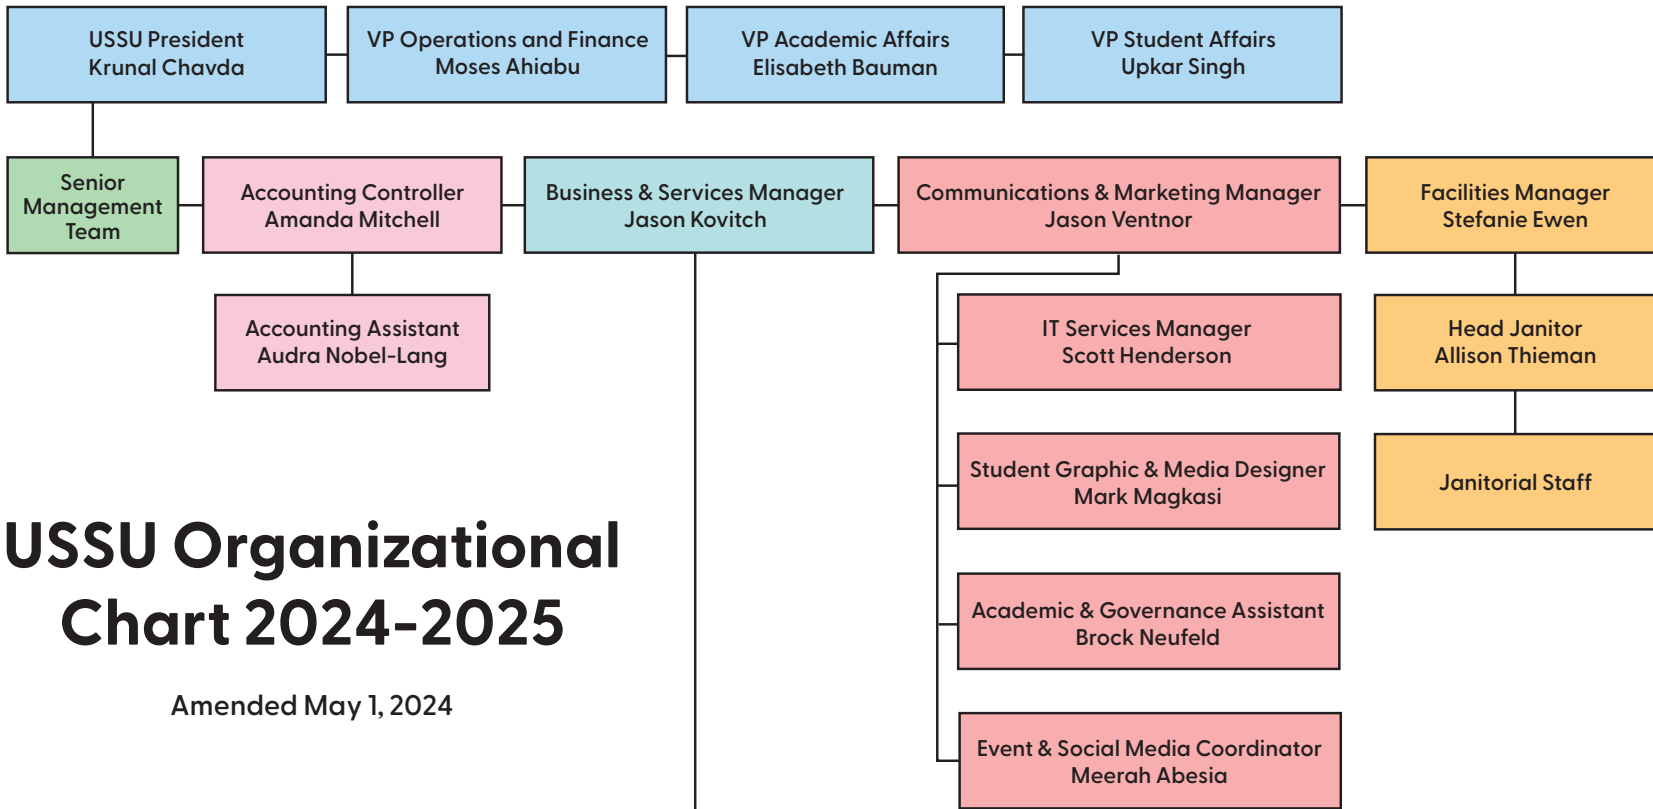 USSU President
Krunal Chavda
VP Operations and Finance
Moses Ahiabu
VP Academic Affairs
Elisabeth Bauman
VP Student Affairs
Upkar Singh
Senior
Management
Team
Accounting Controller
Amanda Mitchell
Business & Services Manager
Jason Kovitch
Communications & Marketing Manager
Jason Ventnor
Facilities Manager
Stefanie Ewen
Accounting Assistant
Audra Nobel-Lang
IT Services Manager
Scott Henderson
Head Janitor
Allison Thieman
Student Graphic & Media Designer
Mark Magkasi
Janitorial Staff
USSU Organizational
Chart 2024-2025
Amended May 1, 2024
Academic & Governance Assistant
Brock Neufeld
Event & Social Media Coordinator
Meerah Abesia